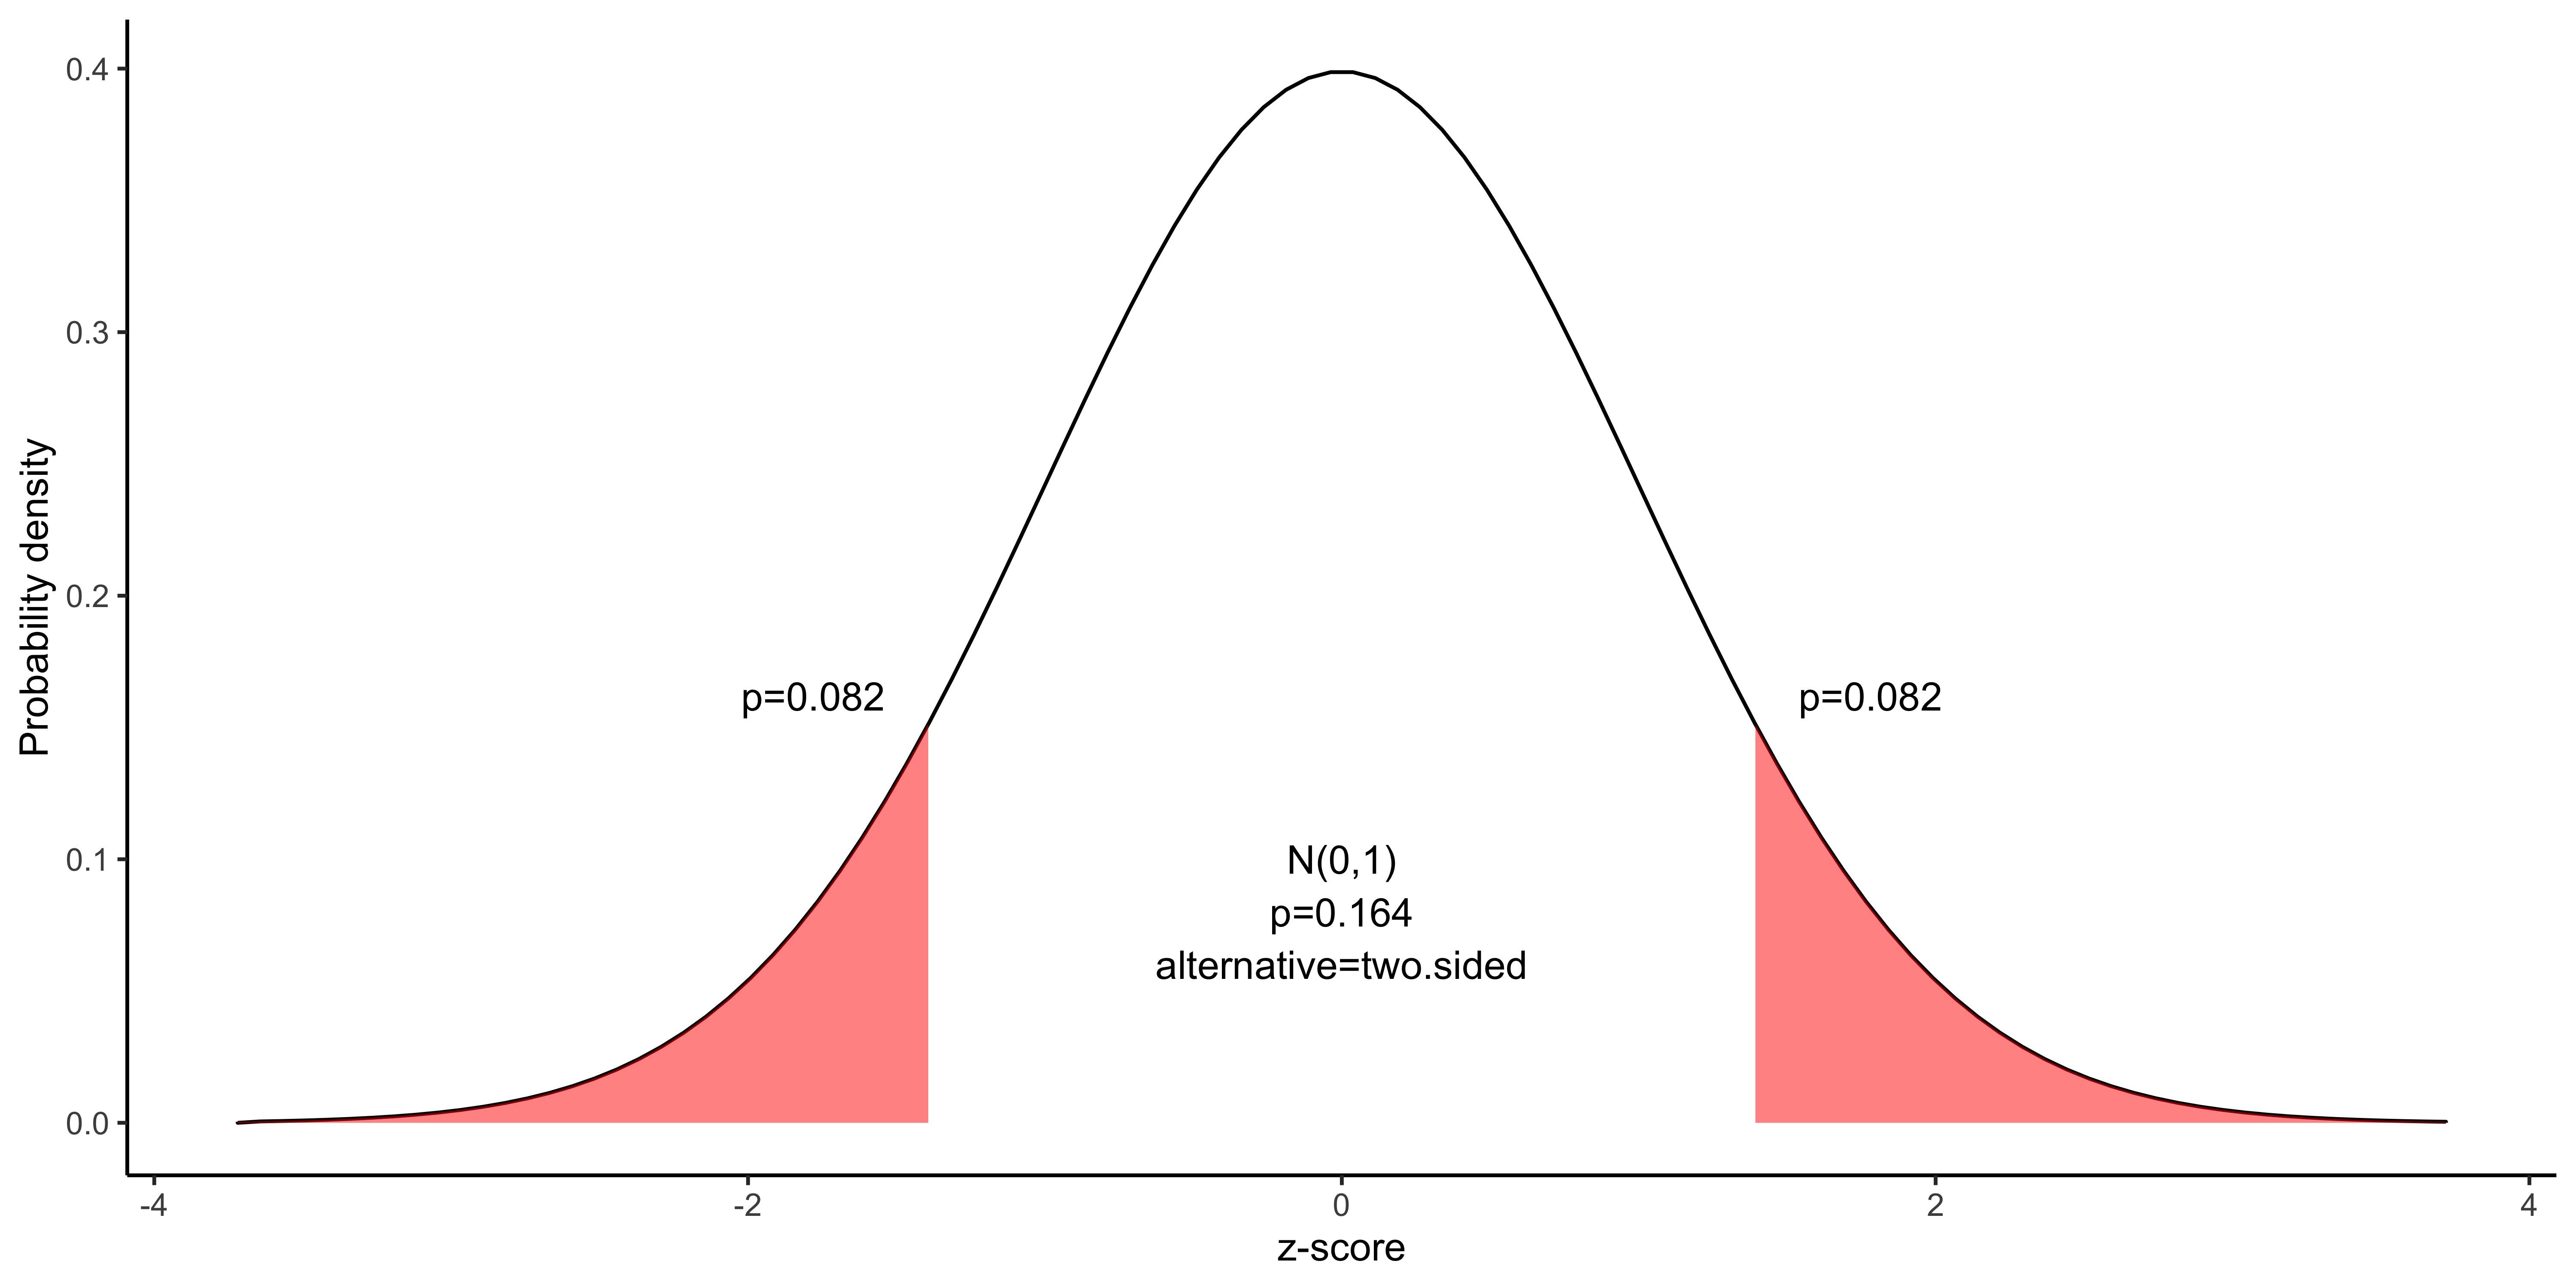 0.4
0.3
0.2
0.1
0.0
Probability density
p=0.082
p=0.082
N(0,1)
p=0.164
alternative=two.sided
-4
-2
0
2
4
z-score